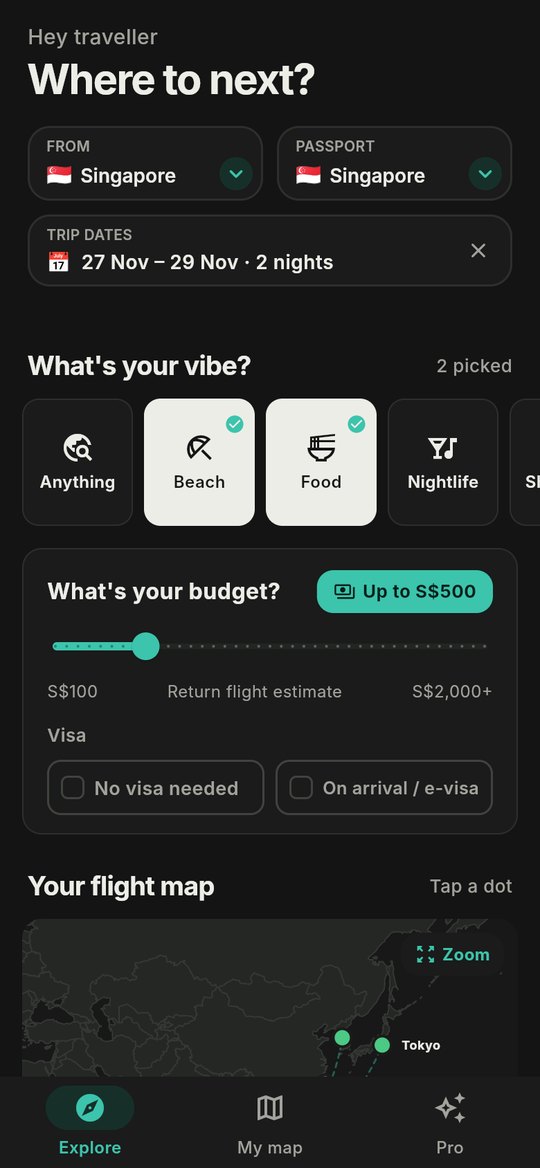 Hey traveller
Where to next?
FROM
Singapore
PASSPORT
Singapore
TRIP DATES
27 Nov – 29 Nov · 2 nights
What's your vibe?
2 picked
Anything
Beach
Food
Nightlife
What's your budget?
Up to S$500
S$100
Return flight estimate
S$2,000+
Visa
No visa needed
On arrival / e-visa
Your flight map
Tap a dot
Zoom
Tokyo
Explore
My map
Pro